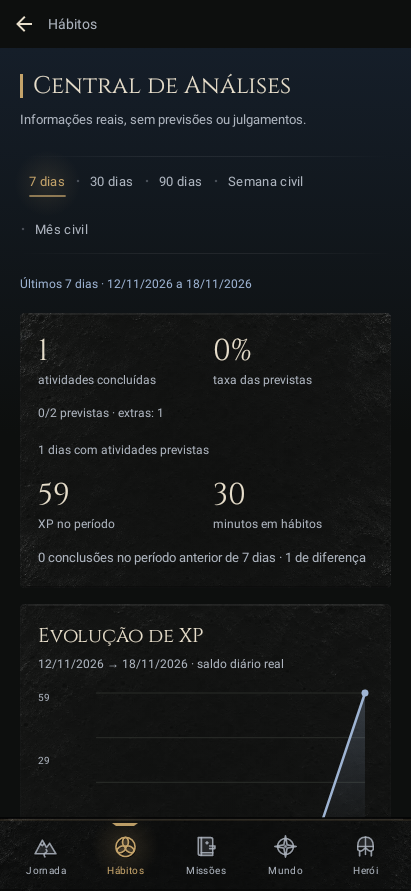 Hábitos
Central de Análises
Informações reais, sem previsões ou julgamentos.
7 dias · 30 dias · 90 dias · Semana civil
· Mês civil
Últimos 7 dias · 12/11/2026 a 18/11/2026
1 0%
atividades concluídas taxa das previstas
0/2 previstas · extras: 1
1 dias com atividades previstas
59 30
XP no período minutos em hábitos
0 conclusões no período anterior de 7 dias · 1 de diferença
Evolução de XP
12/11/2026 → 18/11/2026 · saldo diário real
59
29
Jornada Hábitos Missões Mundo Herói